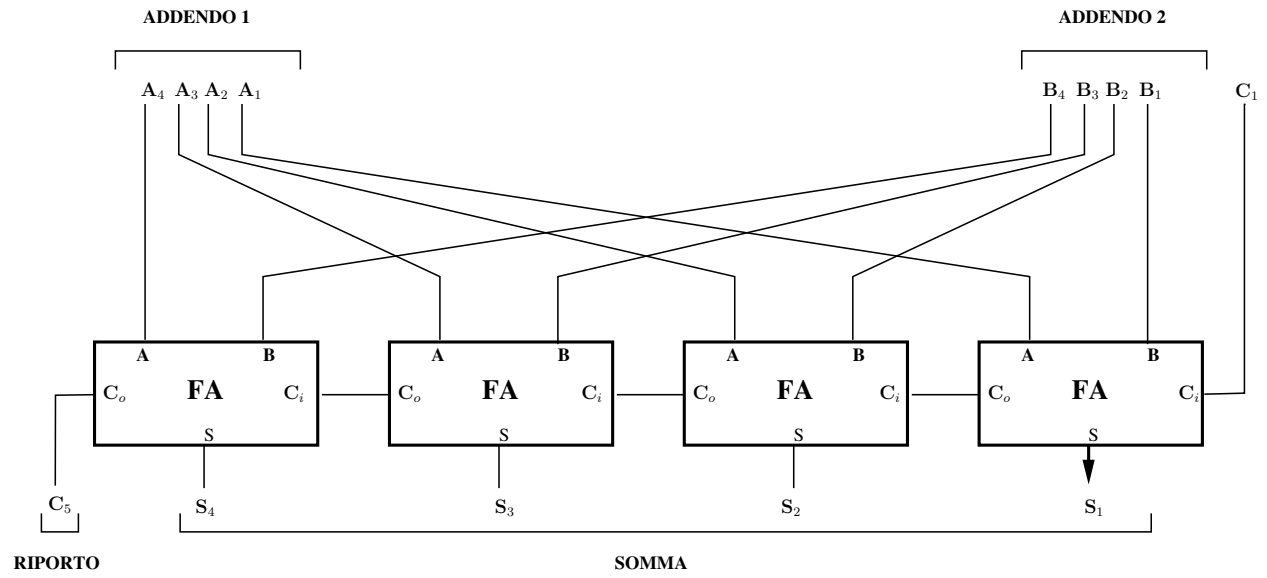 ADDENDO 1 ADDENDO 2
A₄ A₃ A₂ A₁ B₄ B₃ B₂ B₁ C₁
A B A B A B A B
Cₒ FA Cᵢ Cₒ FA Cᵢ Cₒ FA Cᵢ Cₒ FA Cᵢ
S S S S
C₅ S₄ S₃ S₂ S₁
RIPORTO SOMMA